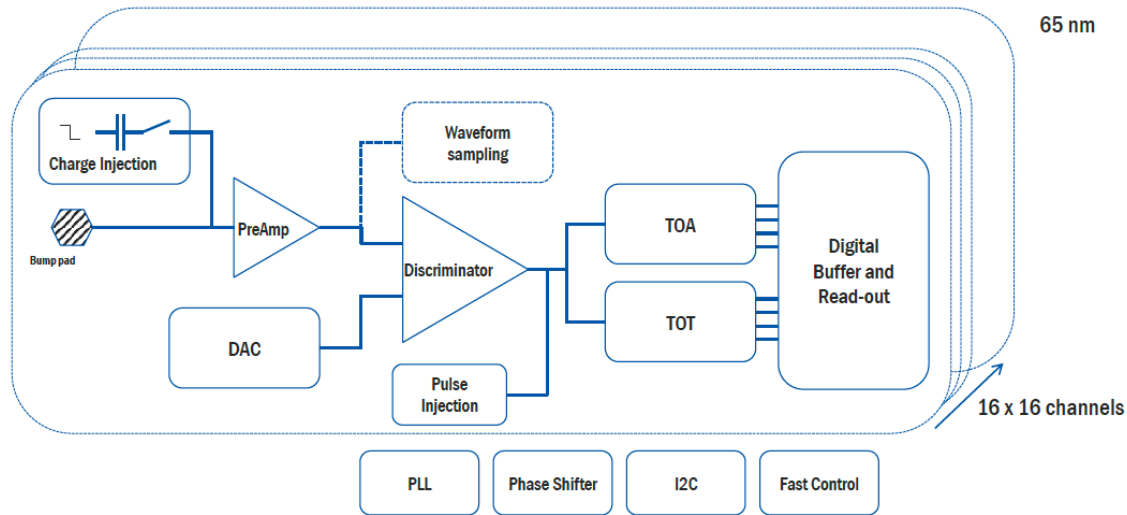 65 nm
Waveform
sampling
Charge Injection
PreAmp
TOA
Bump pad
Discriminator
Digital
Buffer and
Read-out
DAC
TOT
Pulse
Injection
16 x 16 channels
PLL
Phase Shifter
I2C
Fast Control